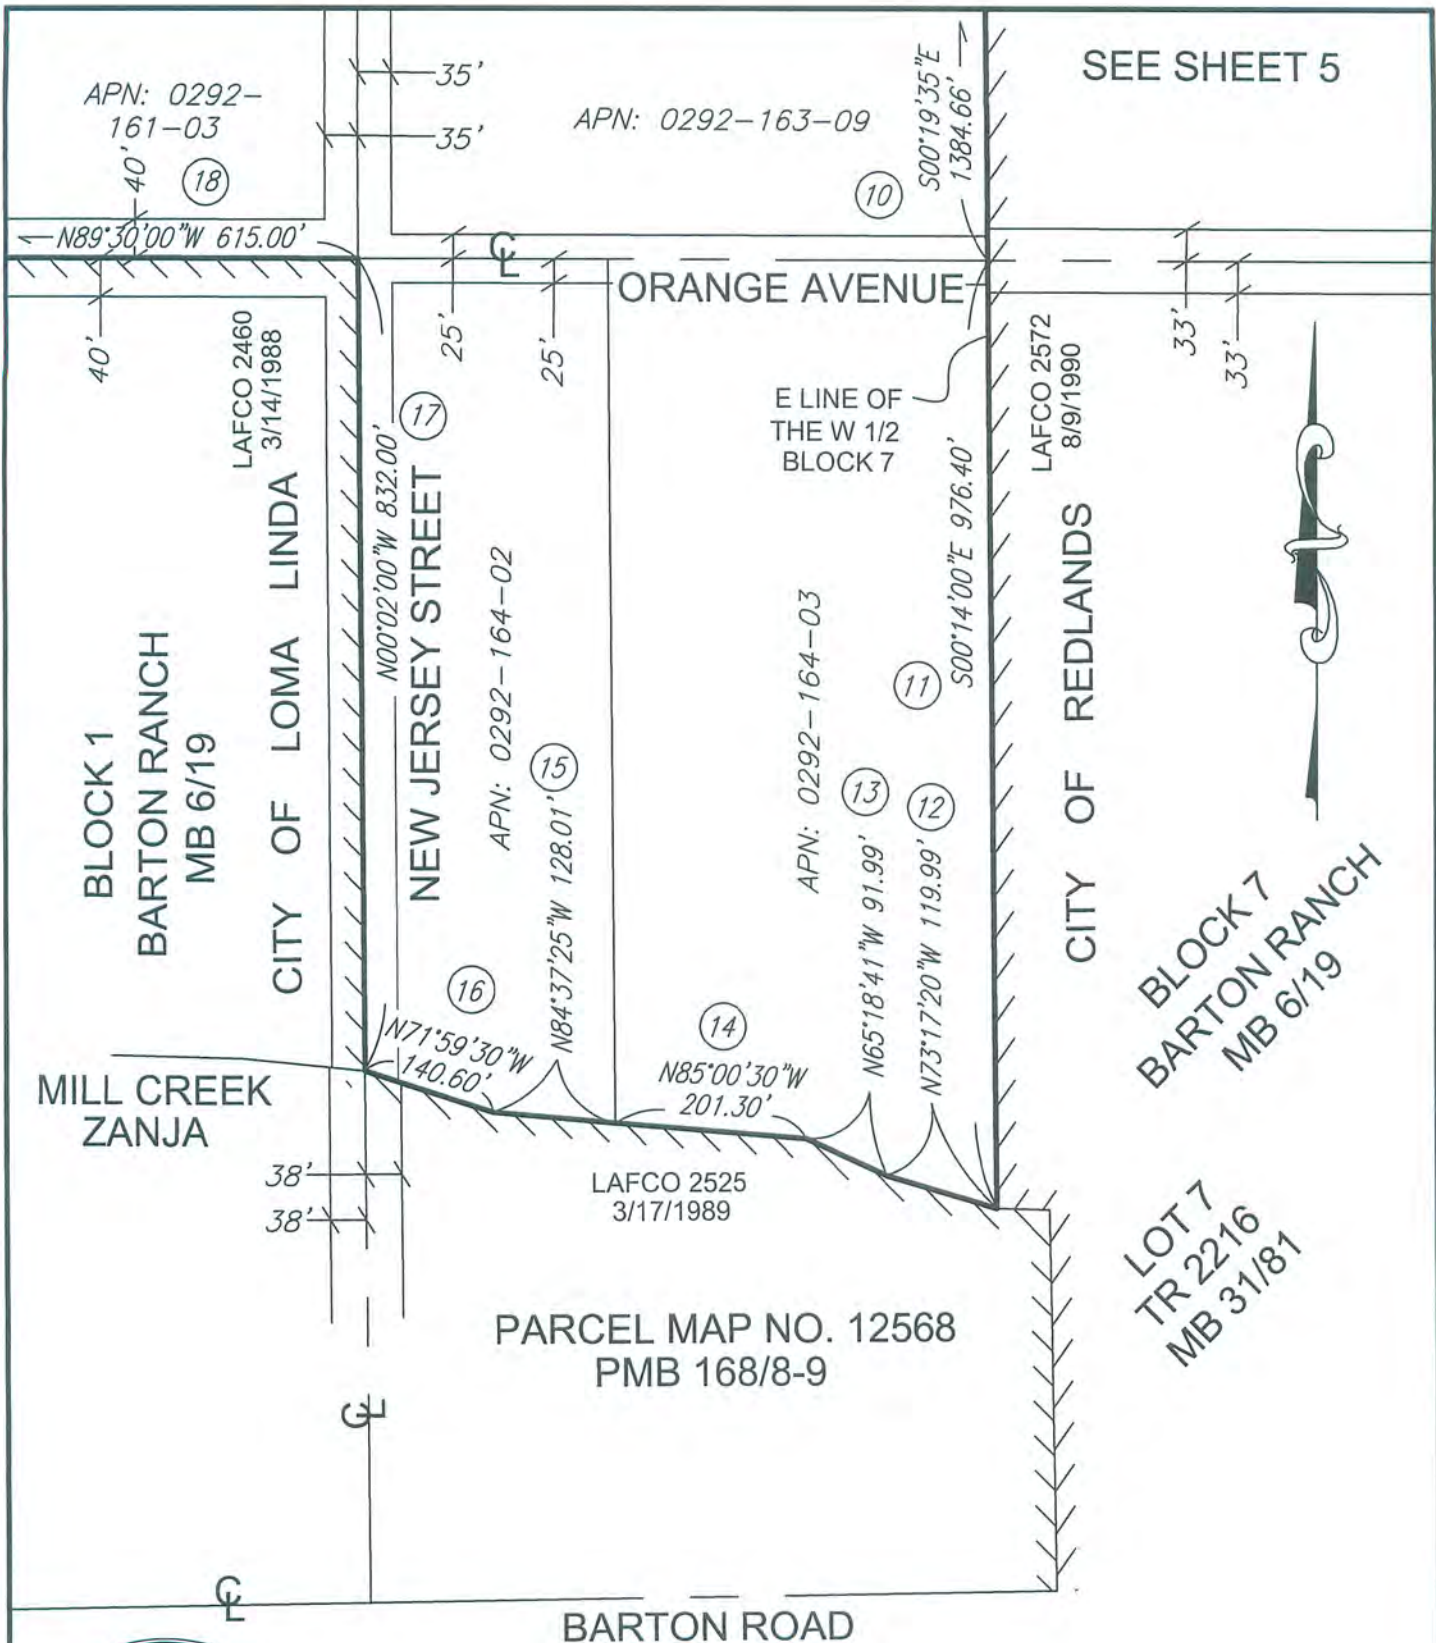 SEE SHEET 5
APN: 0292-
161-03
40'
18
35'
35'
APN: 0292-163-09
10
S00°19'35"E
1384.66'
N89°30'00"W 615.00'
CL
ORANGE AVENUE
40'
LAFCO 2460
3/14/1988
25'
25'
33'
33'
E LINE OF
THE W 1/2
BLOCK 7
LAFCO 2572
8/9/1990
17
N00°02'00"W 832.00'
NEW JERSEY STREET
S00°14'00"E 976.40'
11
BLOCK 1
BARTON RANCH
MB 6/19
CITY OF LOMA LINDA
APN: 0292-164-02
15
N84°37'25"W 128.01'
APN: 0292-164-03
13
N65°18'41"W 91.99'
12
N73°17'20"W 119.99'
CITY OF REDLANDS
BLOCK 7
BARTON RANCH
MB 6/19
16
N71°59'30"W
140.60'
14
N85°00'30"W
201.30'
MILL CREEK
ZANJA
38'
38'
LAFCO 2525
3/17/1989
LOT 7
TR 2216
MB 31/81
PARCEL MAP NO. 12568
PMB 168/8-9
CL
CL
BARTON ROAD